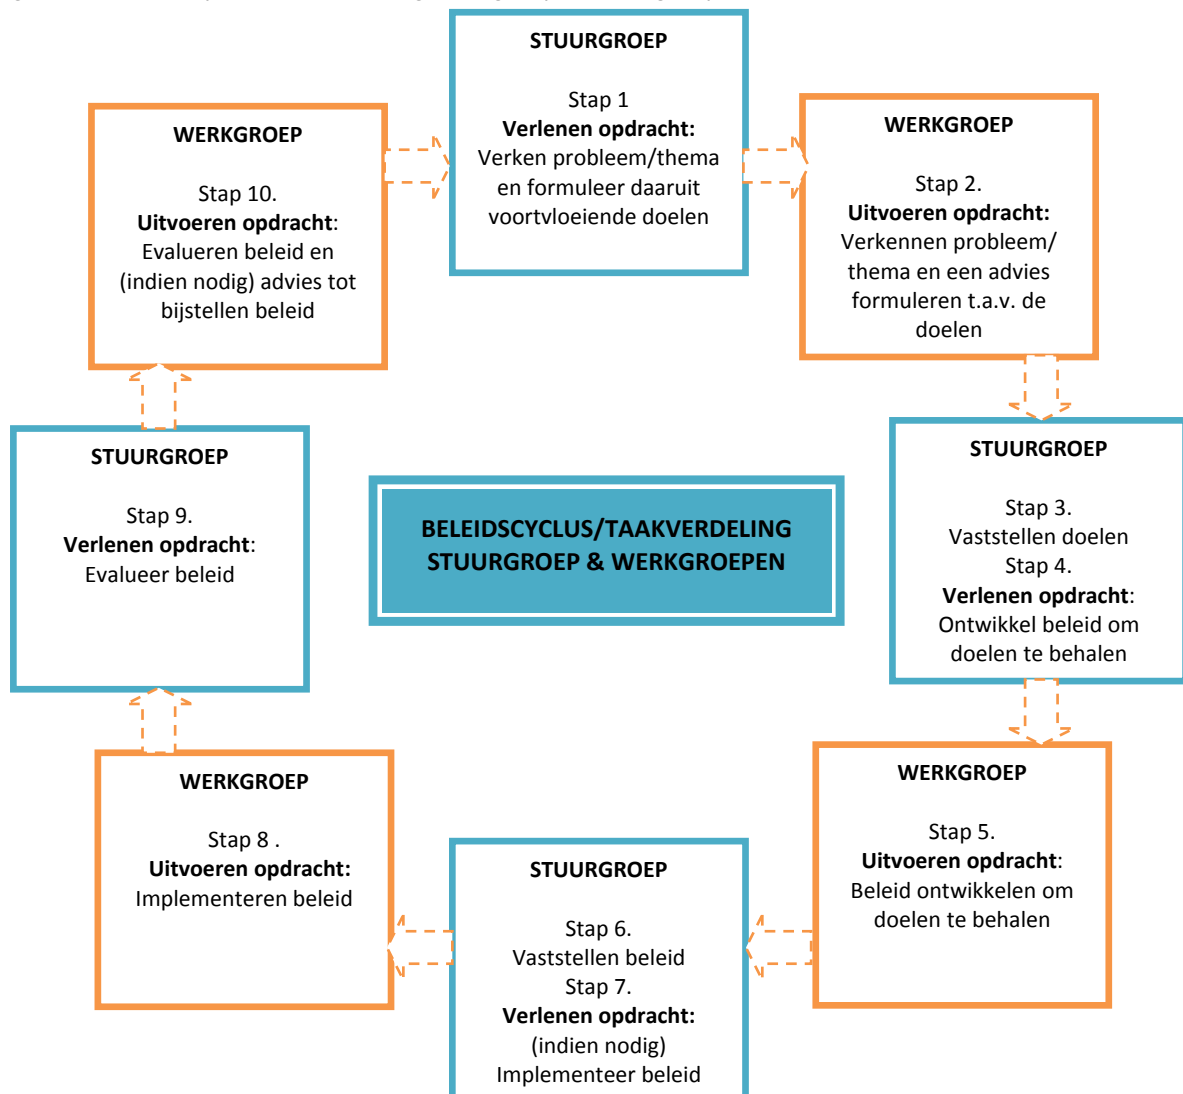 STUURGROEP
Stap 1
Verlenen opdracht:
Verken probleem/thema
en formuleer daaruit
voortvloeiende doelen
WERKGROEP
Stap 2.
Uitvoeren opdracht:
Verkennen probleem/
thema en een advies
formuleren t.a.v. de
doelen
STUURGROEP
Stap 3.
Vaststellen doelen
Stap 4.
Verlenen opdracht:
Ontwikkel beleid om
doelen te behalen
WERKGROEP
Stap 5.
Uitvoeren opdracht:
Beleid ontwikkelen om
doelen te behalen
STUURGROEP
Stap 6.
Vaststellen beleid
Stap 7.
Verlenen opdracht:
(indien nodig)
Implementeer beleid
WERKGROEP
Stap 8 .
Uitvoeren opdracht:
Implementeren beleid
STUURGROEP
Stap 9.
Verlenen opdracht:
Evalueer beleid
WERKGROEP
Stap 10.
Uitvoeren opdracht:
Evalueren beleid en
(indien nodig) advies tot
bijstellen beleid
BELEIDSCYCLUS/TAAKVERDELING
STUURGROEP & WERKGROEPEN